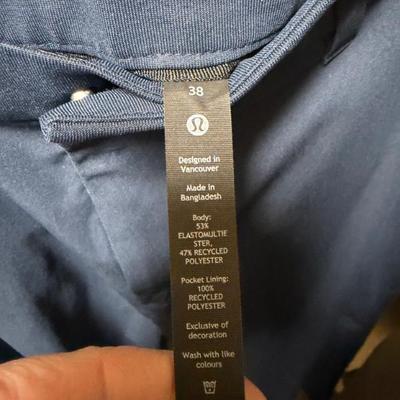 38
Designed in
Vancouver
Made in
Bangladesh
Body:
53%
ELASTOMULTIE
STER,
47% RECYCLED
POLYESTER
Pocket Lining:
100%
RECYCLED
POLYESTER
Exclusive of
decoration
Wash with like
colours